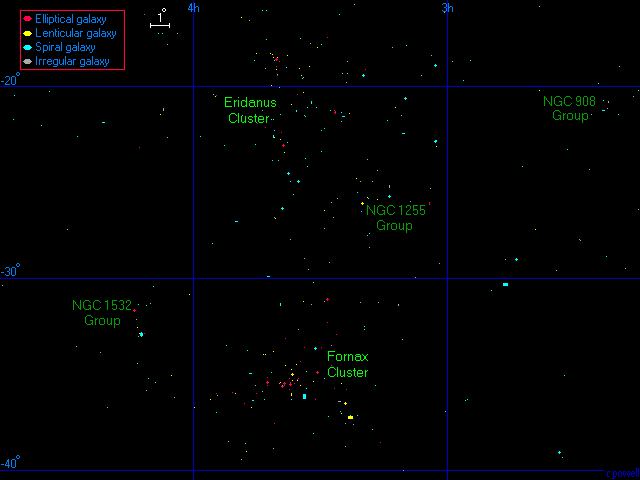 4h
3h
1°
Elliptical galaxy
Lenticular galaxy
Spiral galaxy
Irregular galaxy
-20°
Eridanus
Cluster
NGC 908
Group
NGC 1255
Group
-30°
NGC 1532
Group
Fornax
Cluster
-40°
r powell